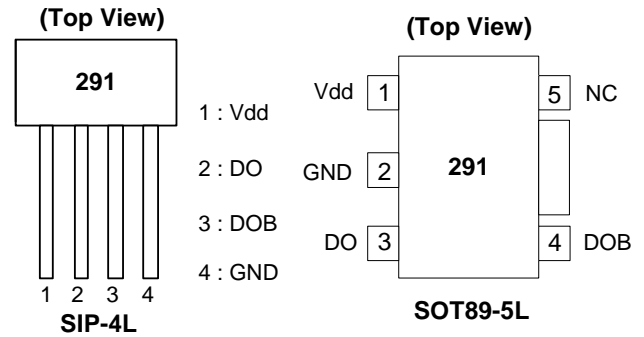 (Top View)
291
1 : Vdd
2 : DO
3 : DOB
4 : GND
1 2 3 4
SIP-4L
(Top View)
Vdd 1 5 NC
GND 2 291
DO 3 4 DOB
SOT89-5L